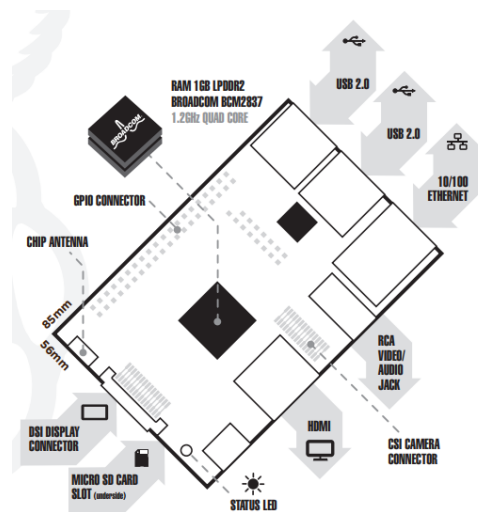 USB 2.0
RAM 1GB LPDDR2
BROADCOM BCM2837
1.2GHz QUAD CORE
BROADCOM
USB 2.0
10/100
ETHERNET
GPIO CONNECTOR
CHIP ANTENNA
85mm
56mm
RCA
VIDEO/
AUDIO
JACK
DSI DISPLAY
CONNECTOR
HDMI
CSI CAMERA
CONNECTOR
MICRO SD CARD
SLOT (underside)
STATUS LED